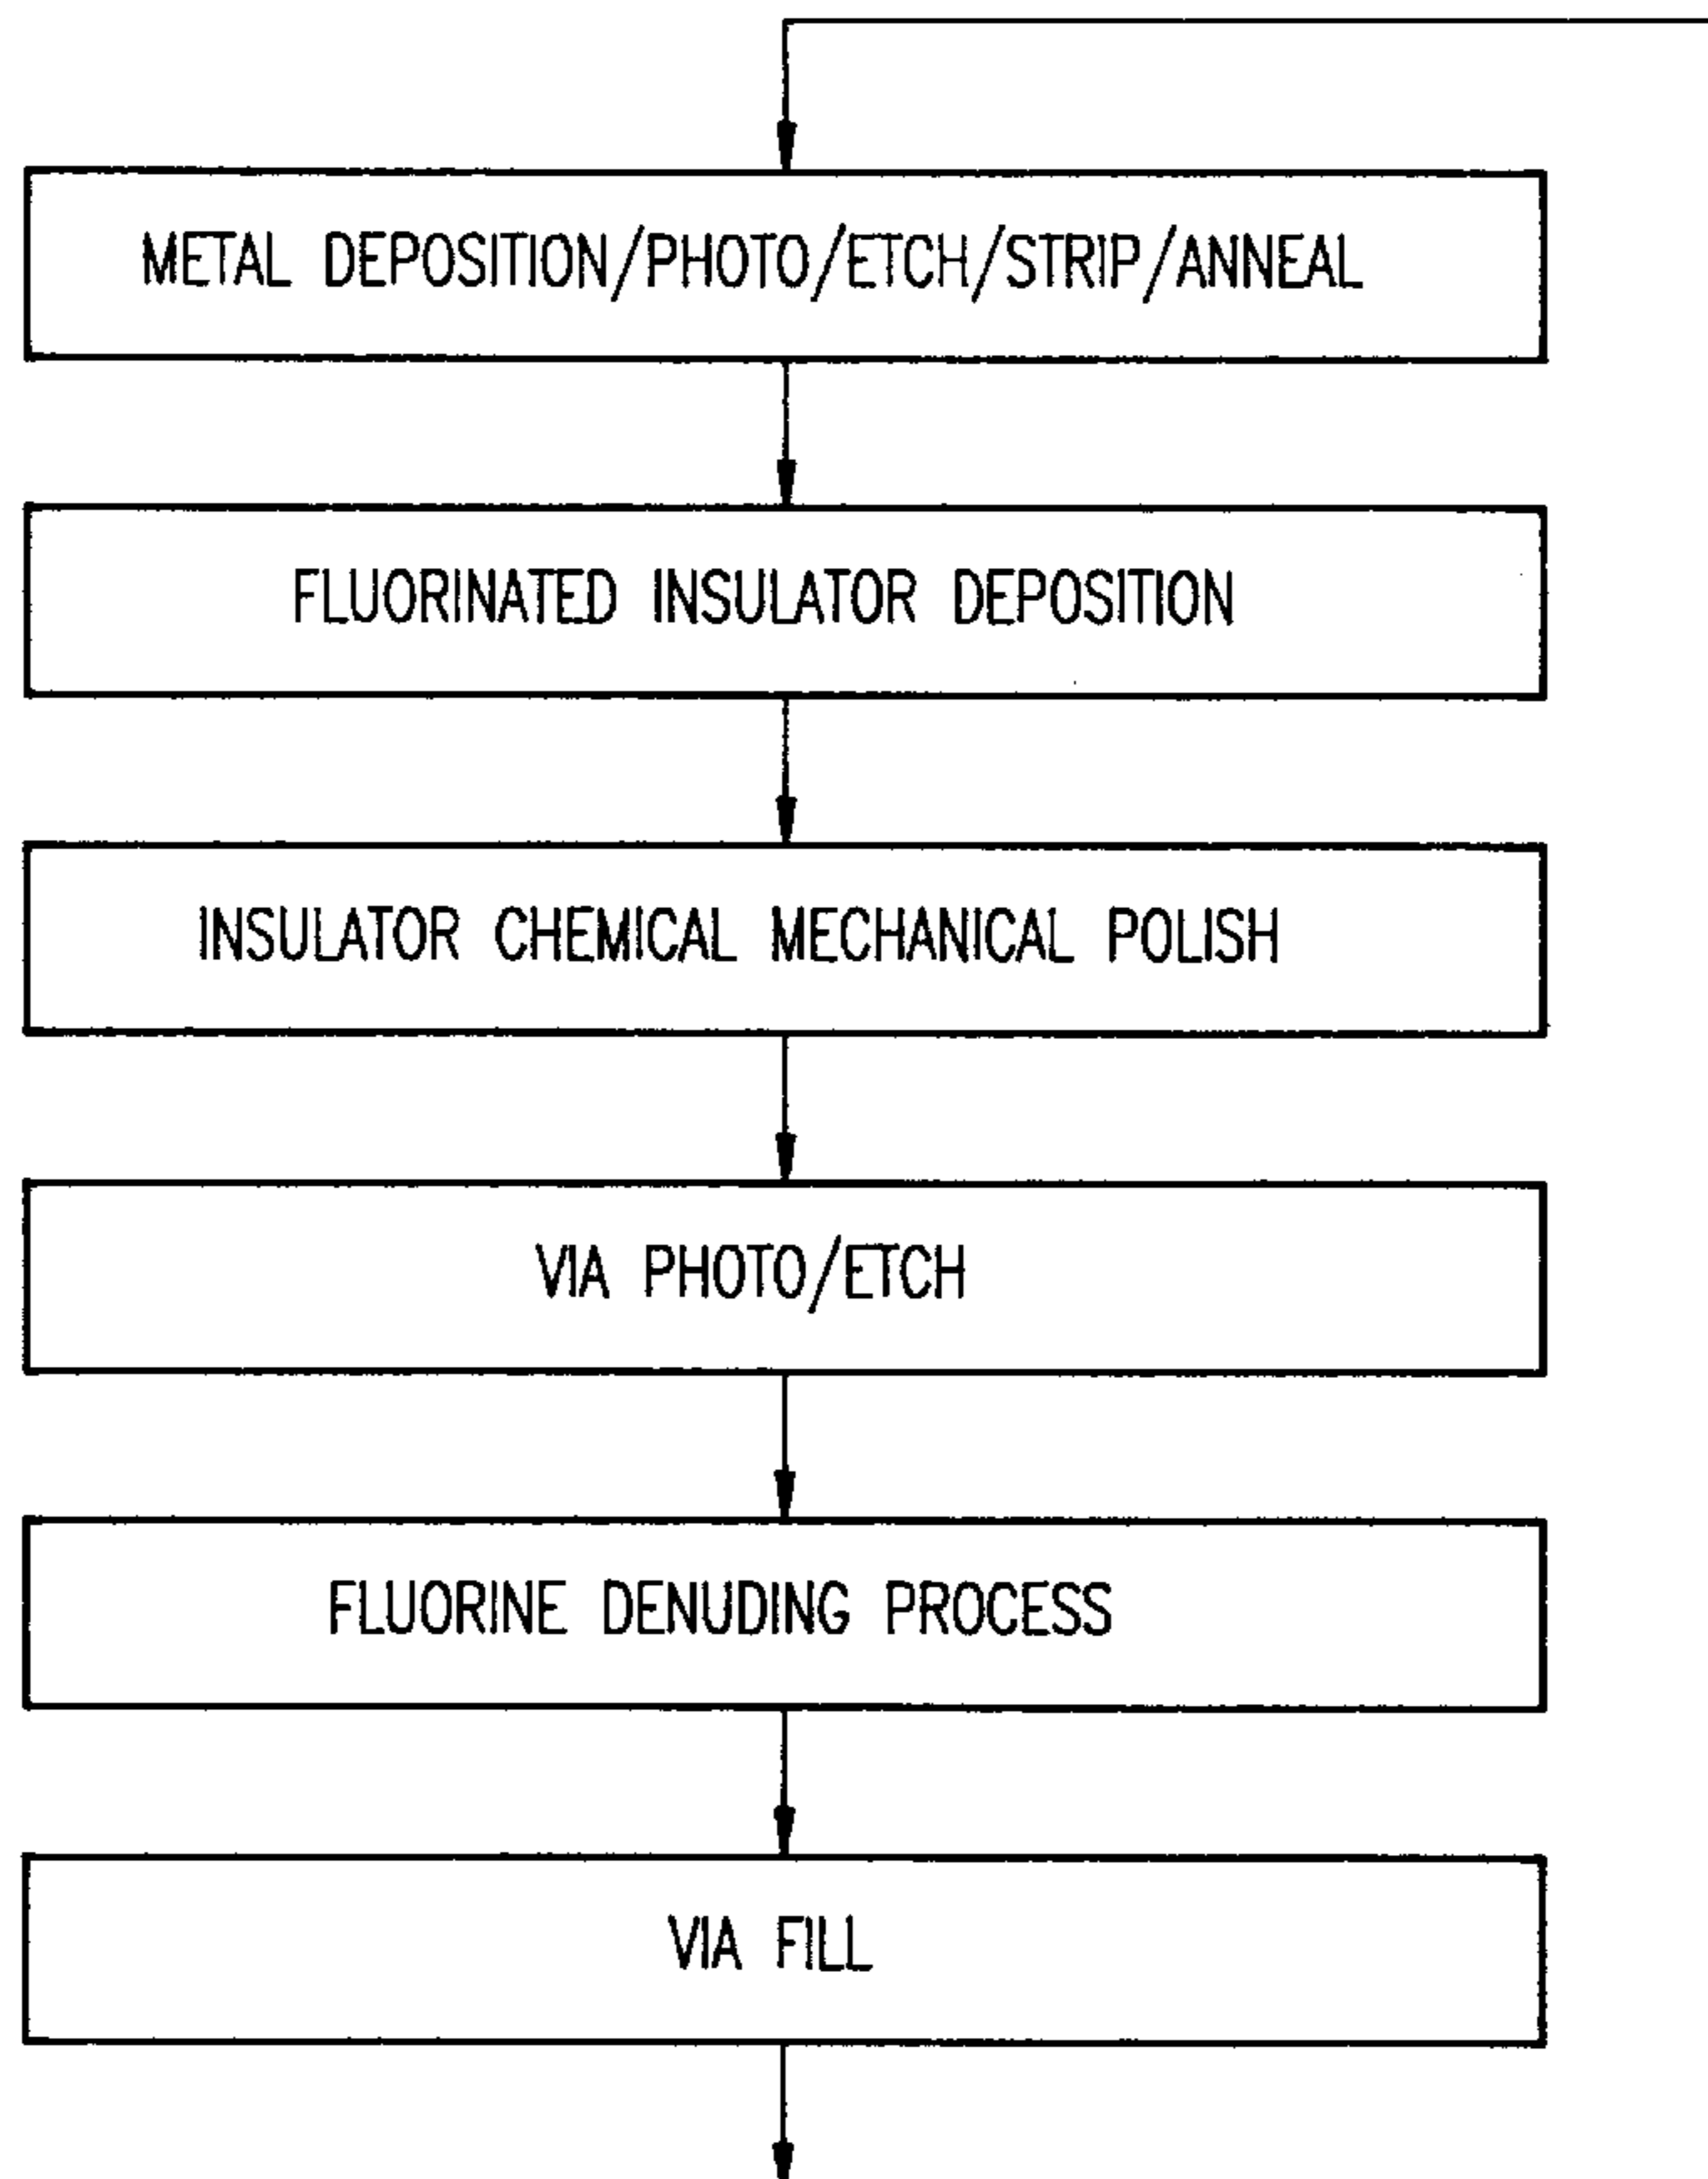 METAL DEPOSITION/PHOTO/ETCH/STRIP/ANNEAL
FLUORINATED INSULATOR DEPOSITION
INSULATOR CHEMICAL MECHANICAL POLISH
VIA PHOTO/ETCH
FLUORINE DENUDING PROCESS
VIA FILL